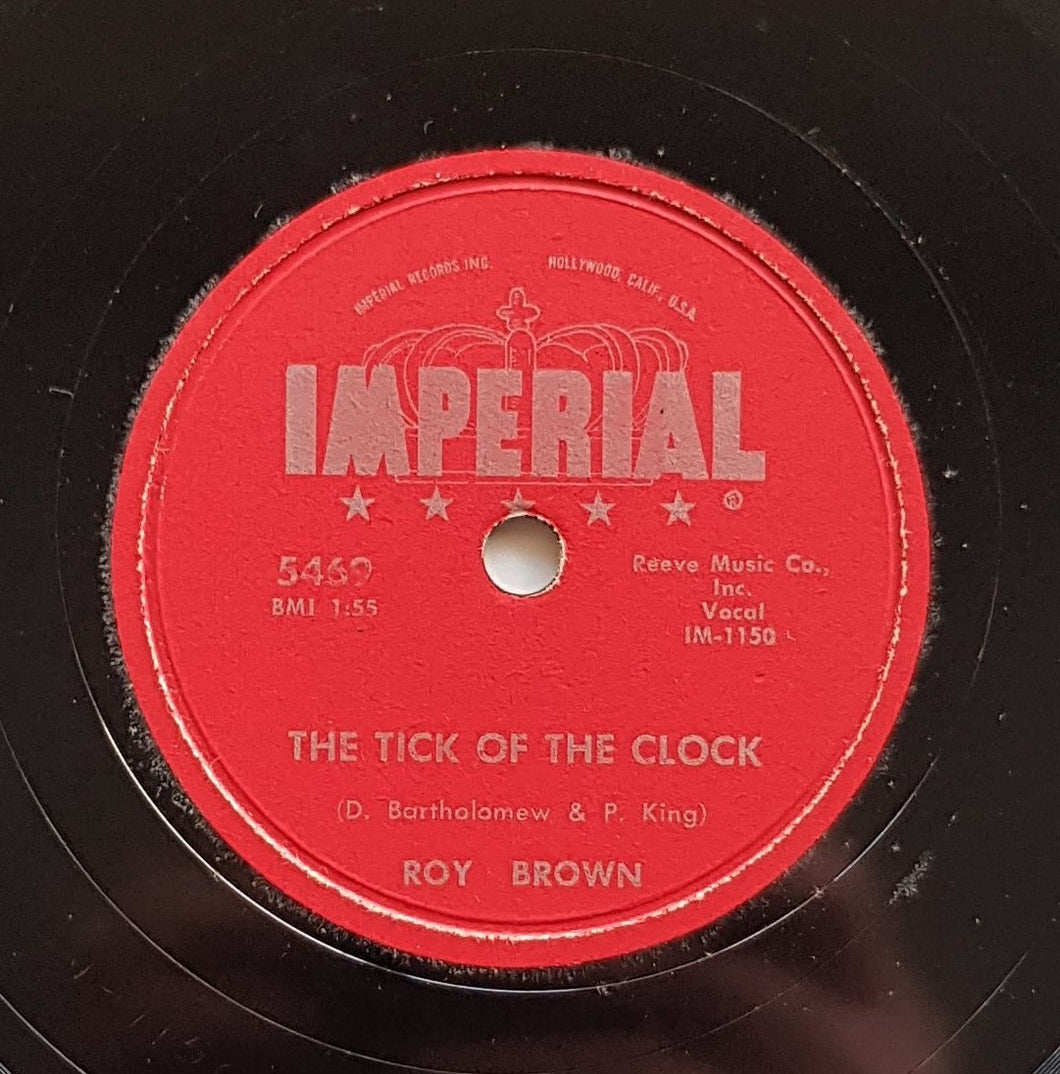 IMPERIAL RECORDS INC. HOLLYWOOD, CALIF., U.S.A.
IMPERIAL
®
5469
BMI 1:55
Reeve Music Co.,
Inc.
Vocal
IM-1150
THE TICK OF THE CLOCK
(D. Bartholomew & P. King)
ROY BROWN